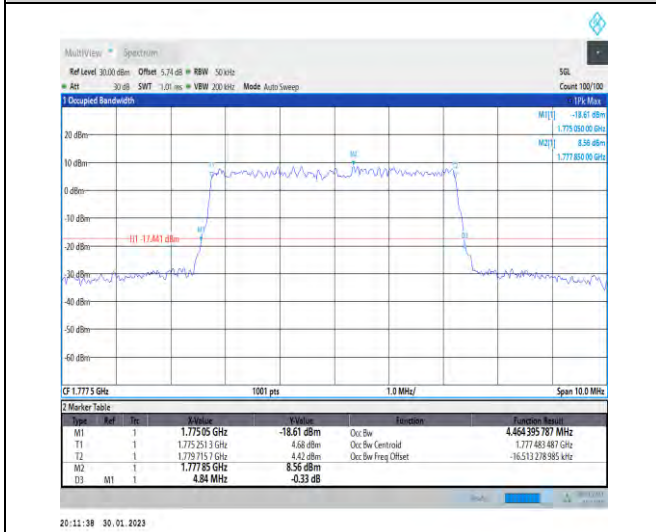 MultiView Spectrum
Ref Level 30.00 dBm Offset 5.74 dB RBW 50 kHz SGL
Att 30 dB SWT 1.01 ms VBW 200 kHz Mode Auto Sweep Count 100/100
1 Occupied Bandwidth 1Pk Max
M1[1] -18.61 dBm
1.775 050 00 GHz
M2[1] 8.56 dBm
1.777 850 00 GHz
20 dBm
10 dBm
0 dBm
-10 dBm
H1 -17.441 dBm
-20 dBm
-30 dBm
-40 dBm
-50 dBm
-60 dBm
T1
M2
T2
M1
D3
CF 1.777 5 GHz 1001 pts 1.0 MHz/ Span 10.0 MHz
2 Marker Table
Type Ref Trc X-Value Y-Value Function Function Result
M1 1 1.775 05 GHz -18.61 dBm Occ Bw 4.464 395 787 MHz
T1 1 1.775 251 3 GHz 4.68 dBm Occ Bw Centroid 1.777 483 487 GHz
T2 1 1.779 715 7 GHz 4.42 dBm Occ Bw Freq Offset -16.513 278 985 kHz
M2 1 1.777 85 GHz 8.56 dBm
D3 M1 1 4.84 MHz -0.33 dB
20:11:38 30.01.2023